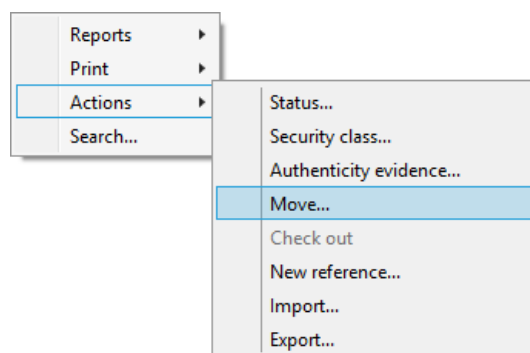 Reports
Print
Actions
Search...
Status...
Security class...
Authenticity evidence...
Move...
Check out
New reference...
Import...
Export...